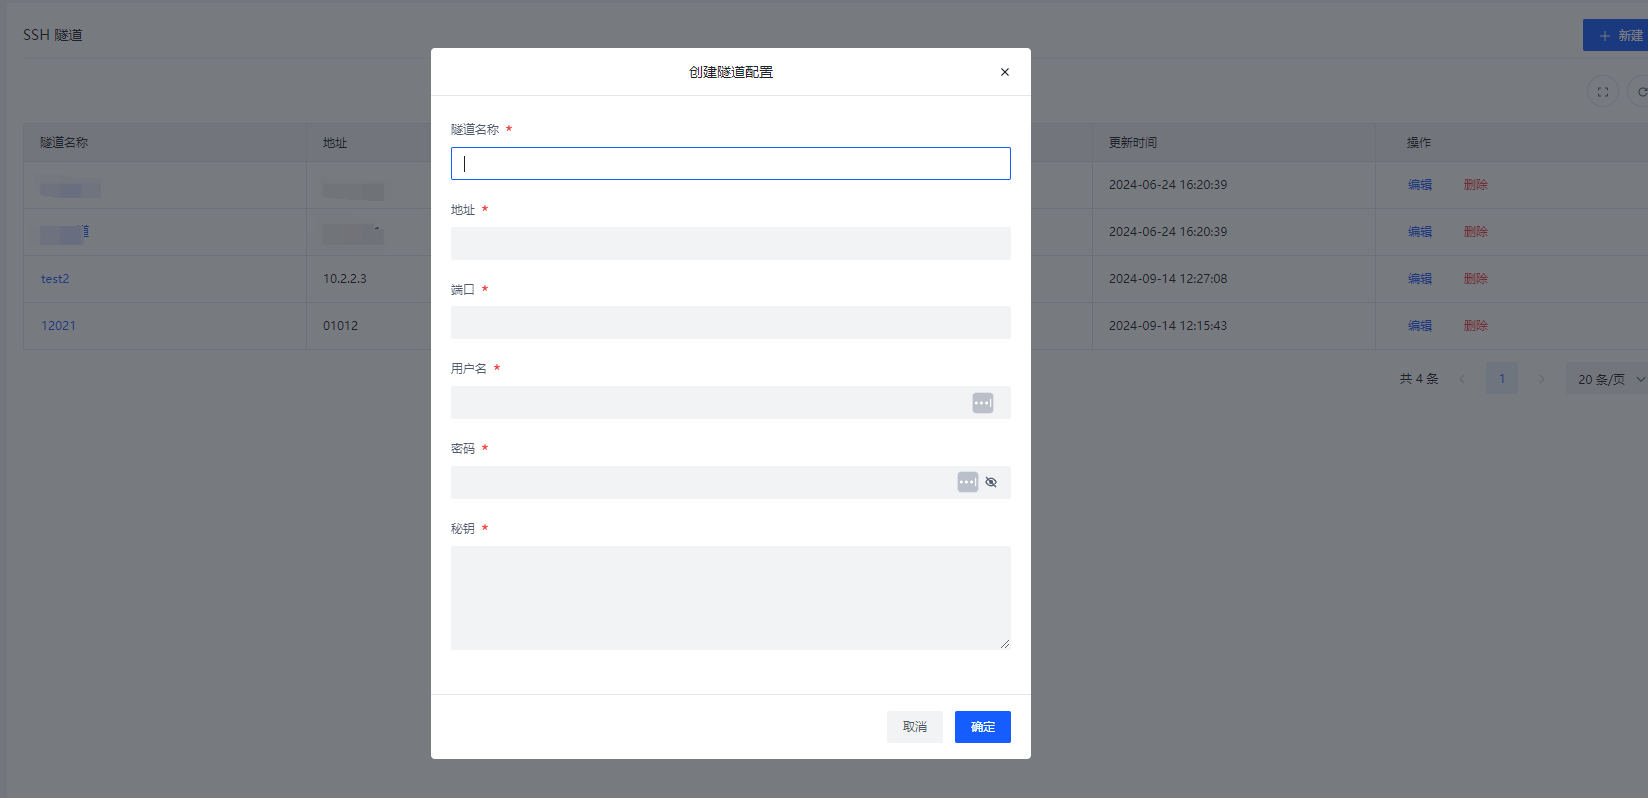 SSH 隧道
新建
创建隧道配置
隧道名称 地址 更新时间 操作
2024-06-24 16:20:39 编辑 删除
道 2024-06-24 16:20:39 编辑 删除
test2 10.2.2.3 2024-09-14 12:27:08 编辑 删除
12021 01012 2024-09-14 12:15:43 编辑 删除
共 4 条 1 20 条/页
隧道名称 *
地址 *
端口 *
用户名 *
密码 *
秘钥 *
取消 确定